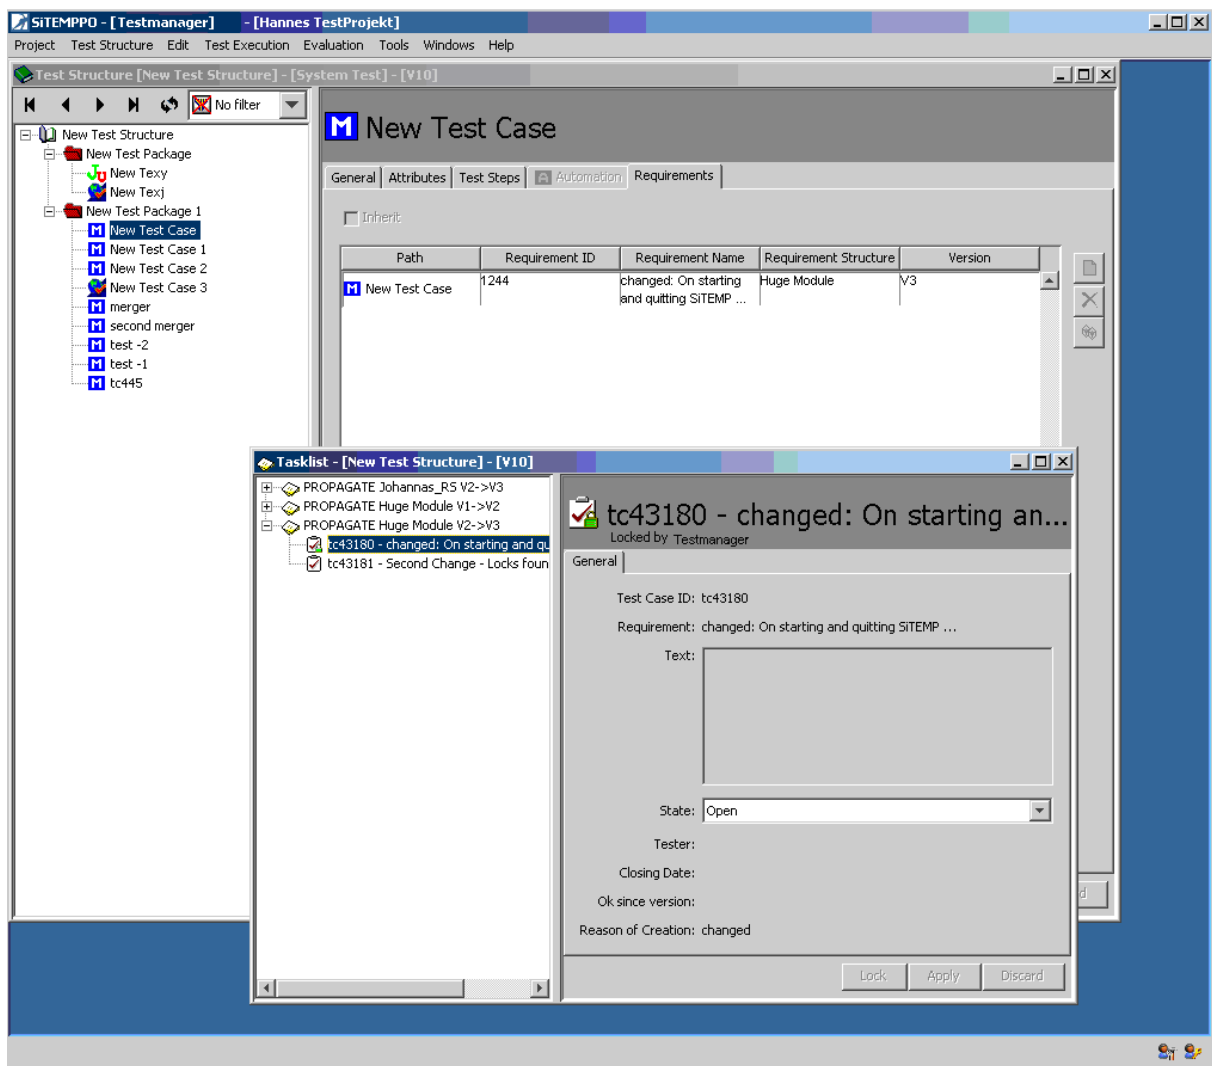 SiTEMPPO - [Testmanager] - [Hannes TestProjekt]
Project Test Structure Edit Test Execution Evaluation Tools Windows Help
Test Structure [New Test Structure] - [System Test] - [V10]
No filter
New Test Structure
New Test Package
New Texy
New Texj
New Test Package 1
New Test Case
New Test Case 1
New Test Case 2
New Test Case 3
merger
second merger
test -2
test -1
tc445
New Test Case
General Attributes Test Steps Automation Requirements
Inherit
Path Requirement ID Requirement Name Requirement Structure Version
New Test Case 1244 changed: On starting Huge Module V3
and quitting SiTEMP ...
Tasklist - [New Test Structure] - [V10]
PROPAGATE Johannas_RS V2->V3
PROPAGATE Huge Module V1->V2
PROPAGATE Huge Module V2->V3
tc43180 - changed: On starting and qu
tc43181 - Second Change - Locks foun
tc43180 - changed: On starting an...
Locked by Testmanager
General
Test Case ID: tc43180
Requirement: changed: On starting and quitting SiTEMP ...
Text:
State: Open
Tester:
Closing Date:
Ok since version:
Reason of Creation: changed
Lock Apply Discard
d